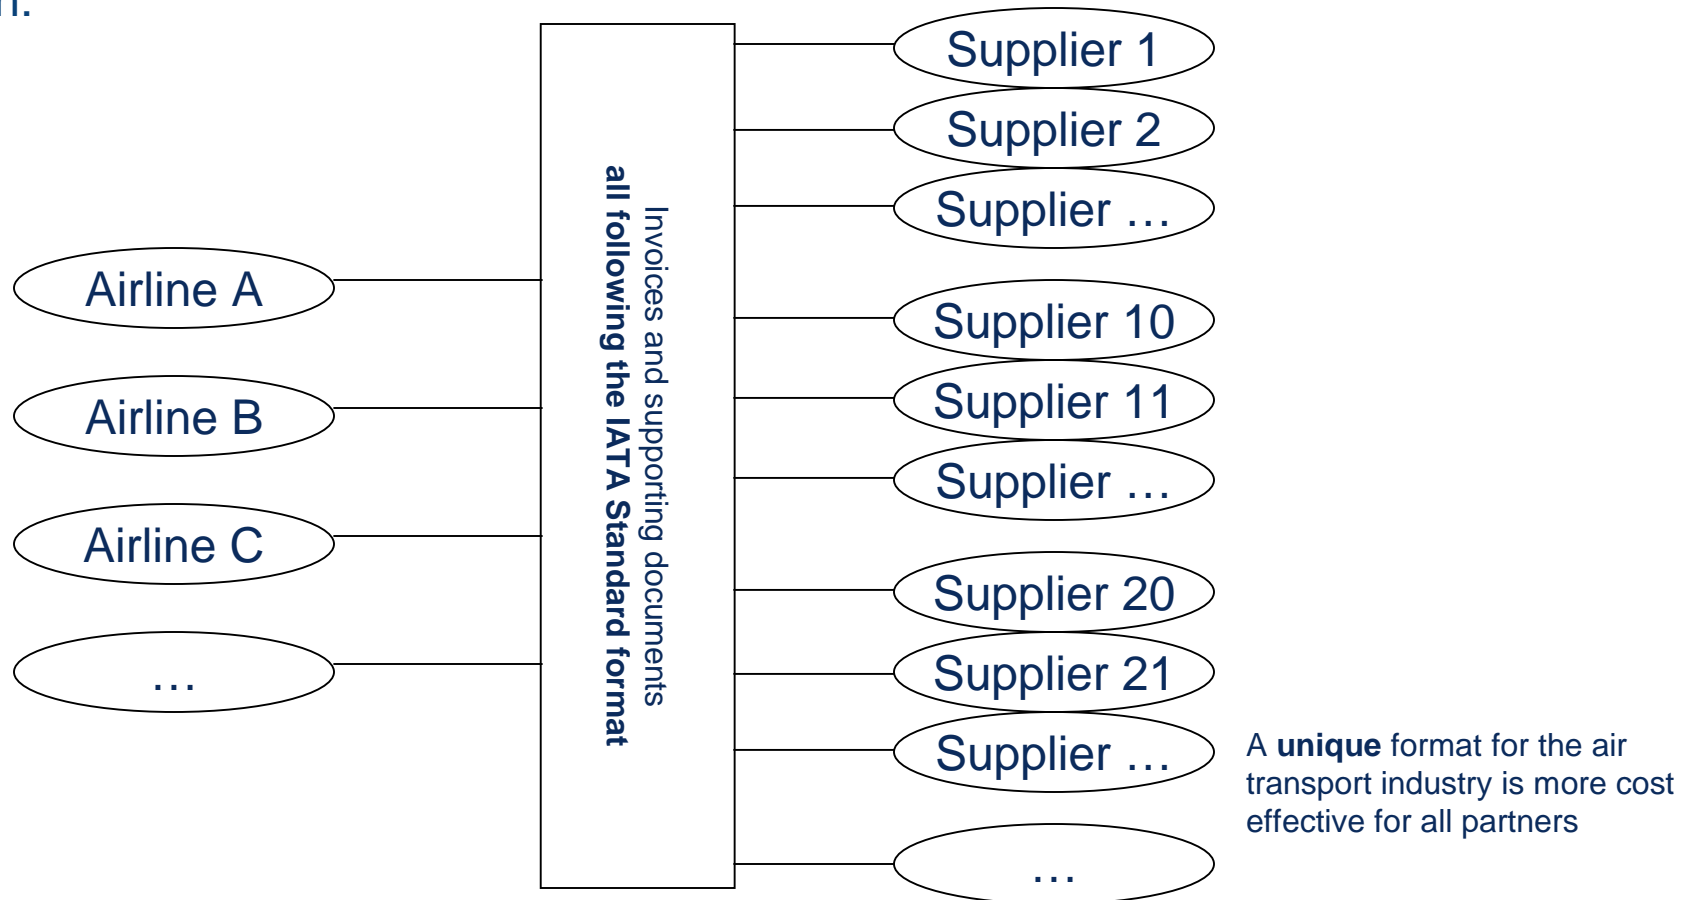 Supplier 1
Supplier 2
Supplier …
Airline A
Supplier 10
Airline B
Supplier 11
Supplier …
Airline C
Supplier 20
…
Supplier 21
Supplier …
…
Invoices and supporting documents
all following the IATA Standard format
A unique format for the air
transport industry is more cost
effective for all partners